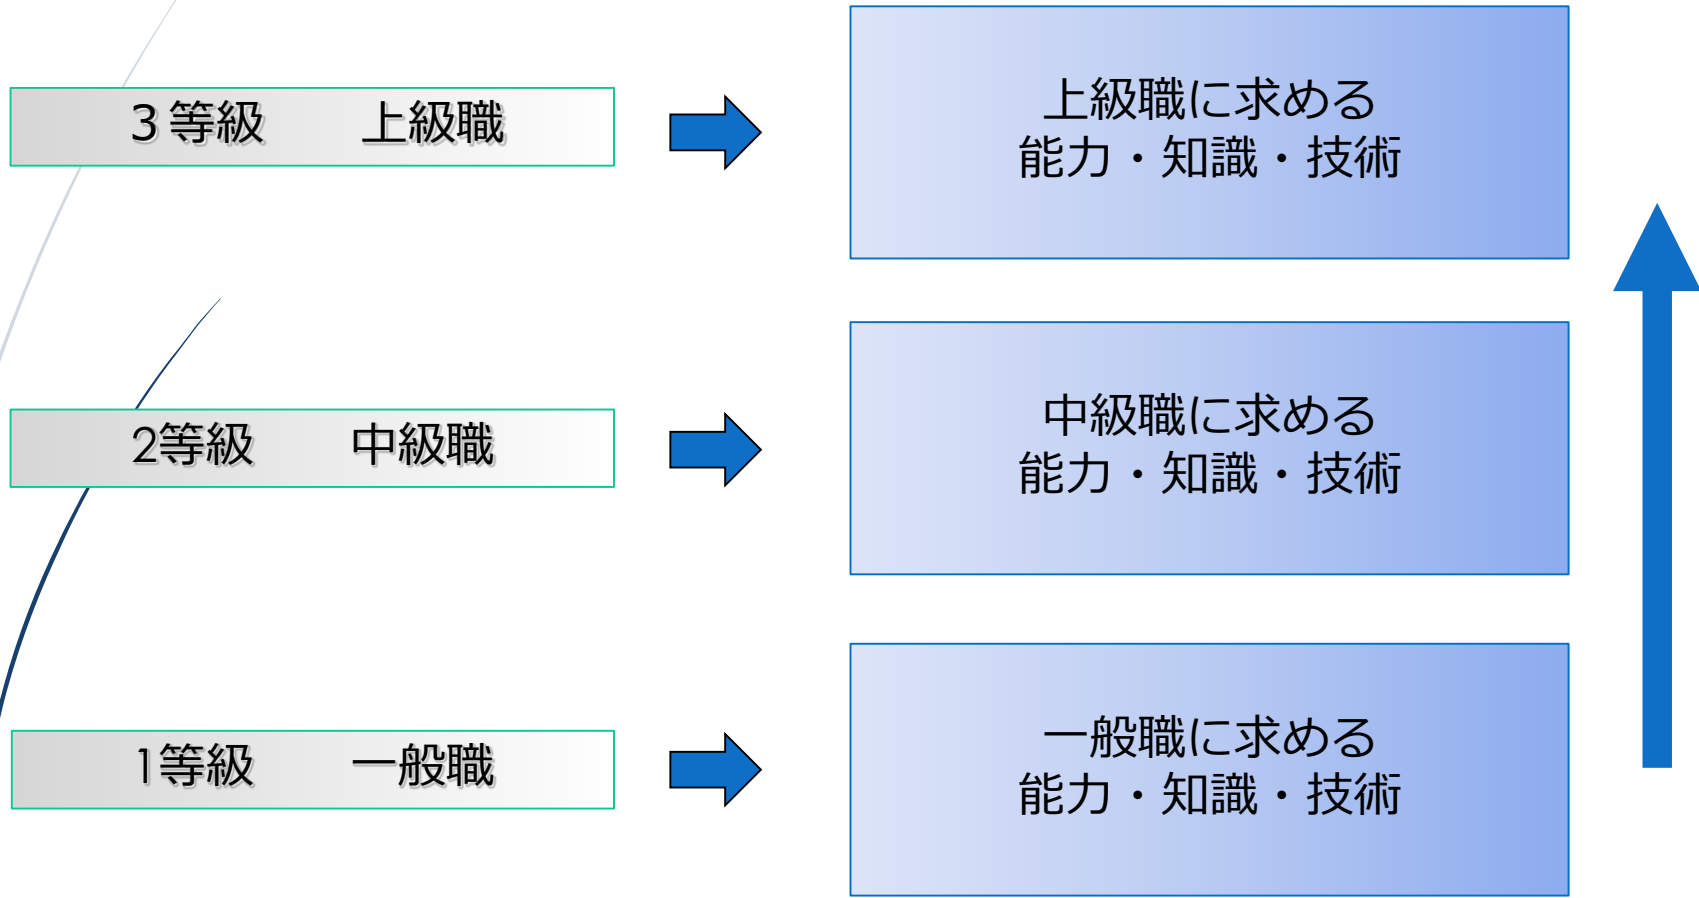 ３等級　　上級職
上級職に求める
能力・知識・技術
2等級　　中級職
中級職に求める
能力・知識・技術
1等級　　一般職
一般職に求める
能力・知識・技術